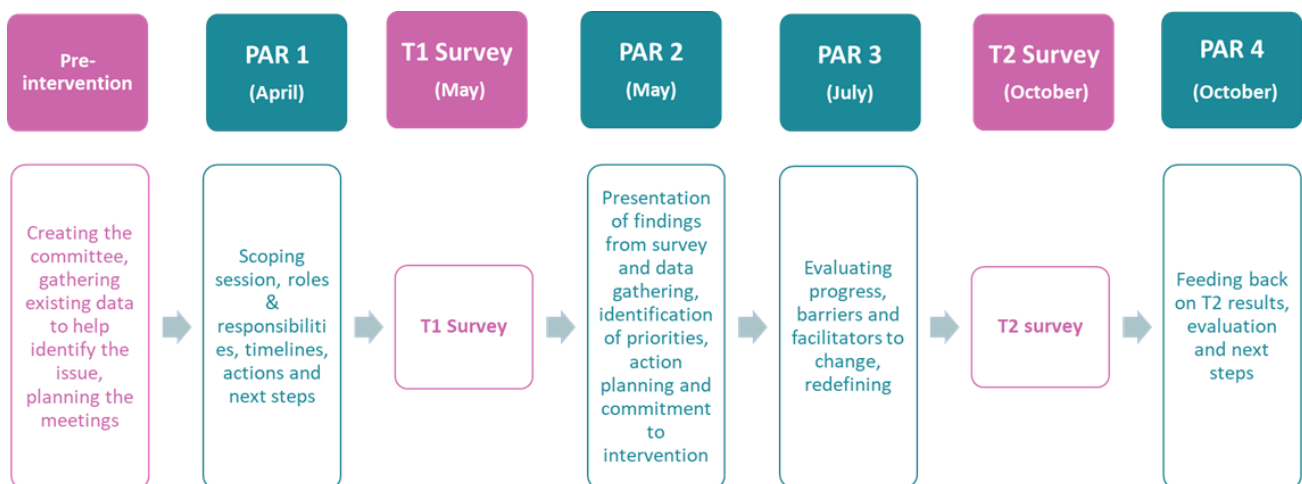 Pre-
intervention
PAR 1
(April)
T1 Survey
(May)
PAR 2
(May)
PAR 3
(July)
T2 Survey
(October)
PAR 4
(October)
Creating the
committee,
gathering
existing data
to help
identify the
issue,
planning the
meetings
Scoping
session, roles
&
responsibiliti
es, timelines,
actions and
next steps
T1 Survey
Presentation
of findings
from survey
and data
gathering,
identification
of priorities,
action
planning and
commitment
to
intervention
Evaluating
progress,
barriers and
facilitators to
change,
redefining
T2 survey
Feeding back
on T2 results,
evaluation
and next
steps